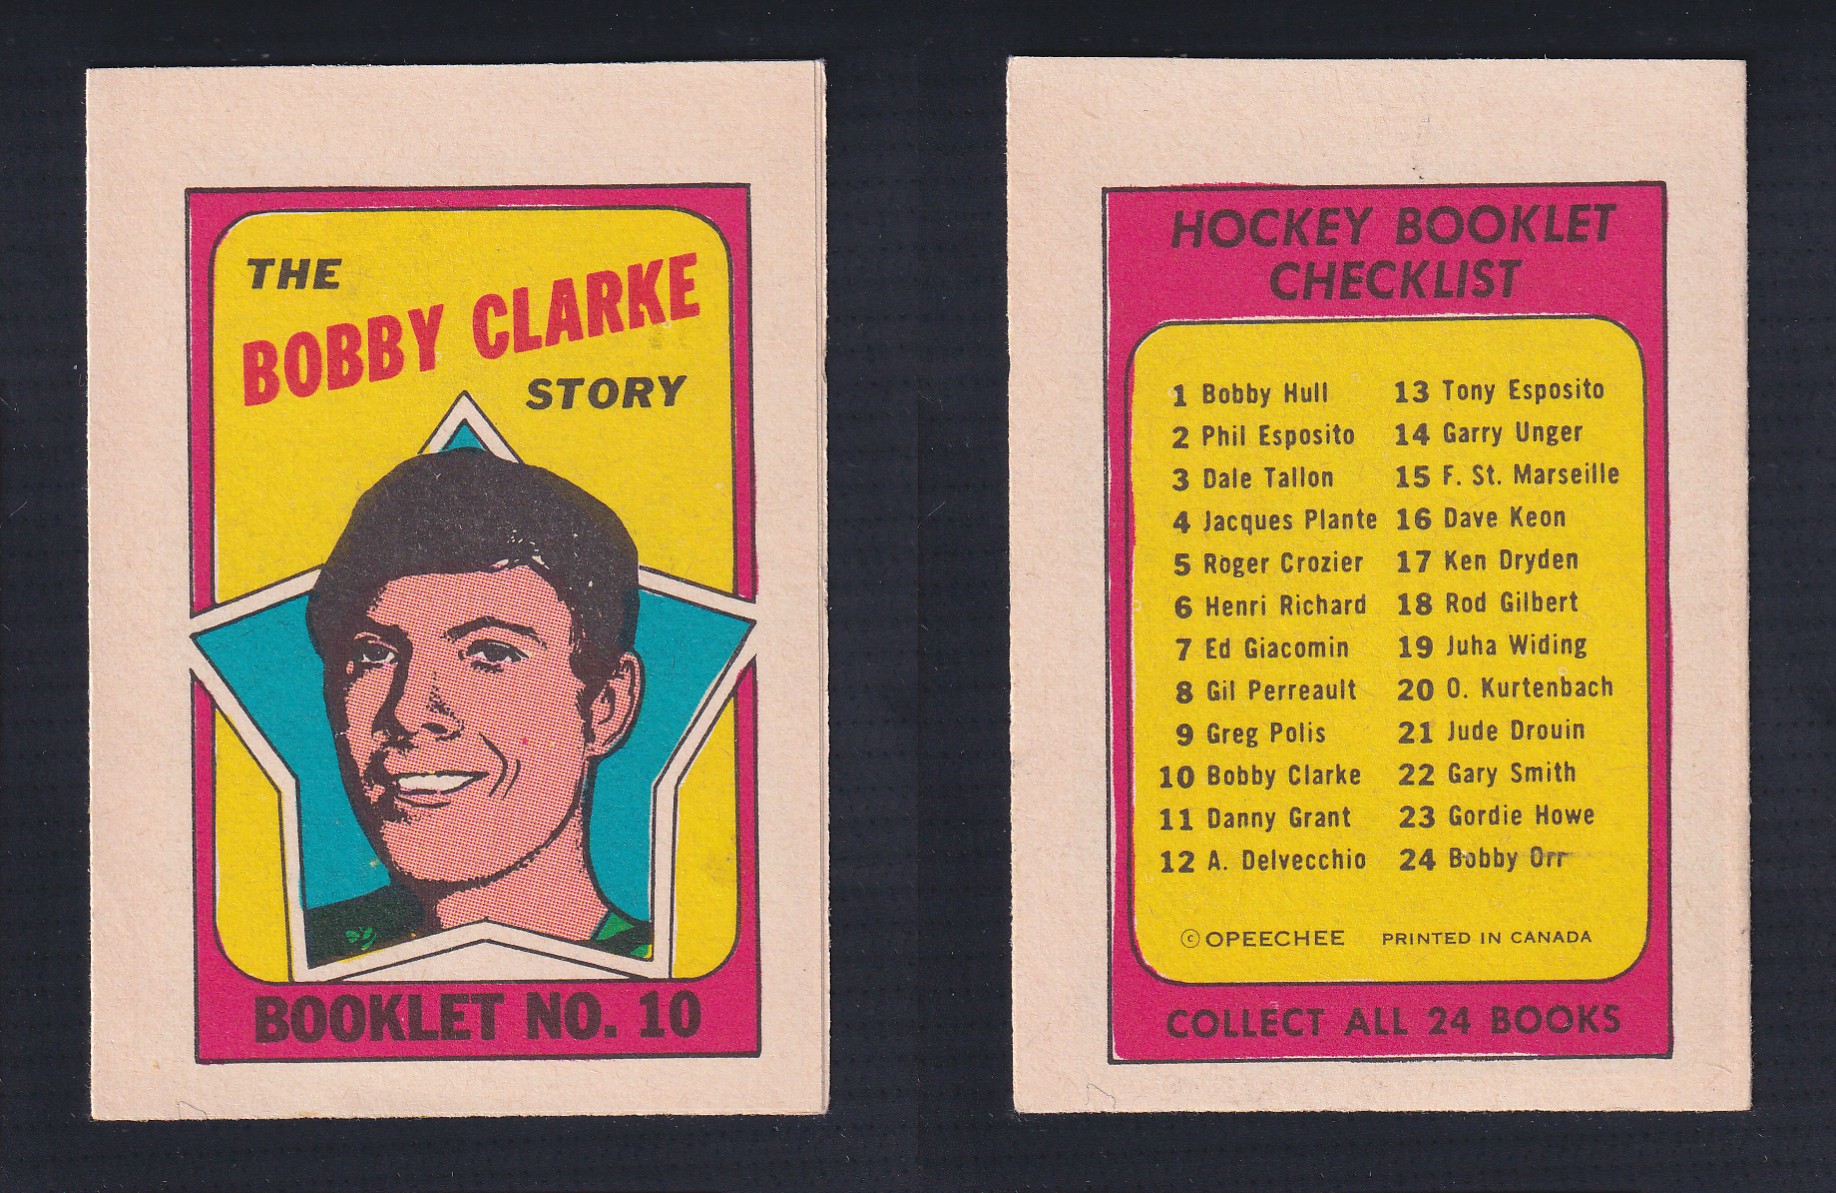 THE
BOBBY CLARKE
STORY
BOOKLET NO. 10
HOCKEY BOOKLET
CHECKLIST
1 Bobby Hull
2 Phil Esposito
3 Dale Tallon
4 Jacques Plante
5 Roger Crozier
6 Henri Richard
7 Ed Giacomin
8 Gil Perreault
9 Greg Polis
10 Bobby Clarke
11 Danny Grant
12 A. Delvecchio
13 Tony Esposito
14 Garry Unger
15 F. St. Marseille
16 Dave Keon
17 Ken Dryden
18 Rod Gilbert
19 Juha Widing
20 O. Kurtenbach
21 Jude Drouin
22 Gary Smith
23 Gordie Howe
24 Bobby Orr
© OPEECHEE PRINTED IN CANADA
COLLECT ALL 24 BOOKS